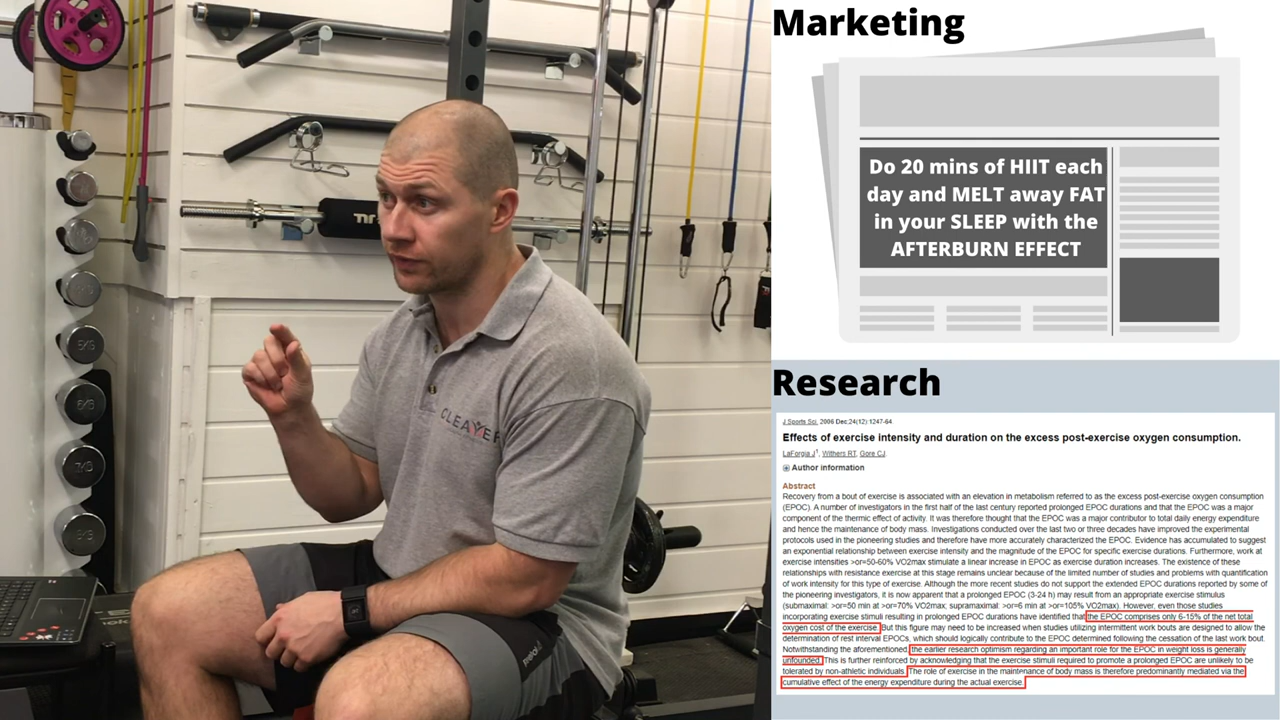 Marketing
Do 20 mins of HIIT each
day and MELT away FAT
in your SLEEP with the
AFTERBURN EFFECT
Research
J Sports Sci. 2006 Dec;24(12):1247-64.
Effects of exercise intensity and duration on the excess post-exercise oxygen consumption.
LaForgia J1, Withers RT, Gore CJ.
Author information
Abstract
Recovery from a bout of exercise is associated with an elevation in metabolism referred to as the excess post-exercise oxygen consumption
(EPOC). A number of investigators in the first half of the last century reported prolonged EPOC durations and that the EPOC was a major
component of the thermic effect of activity. It was therefore thought that the EPOC was a major contributor to total daily energy expenditure
and hence the maintenance of body mass. Investigations conducted over the last two or three decades have improved the experimental
protocols used in the pioneering studies and therefore have more accurately characterized the EPOC. Evidence has accumulated to suggest
an exponential relationship between exercise intensity and the magnitude of the EPOC for specific exercise durations. Furthermore, work at
exercise intensities >or=50-60% VO2max stimulate a linear increase in EPOC as exercise duration increases. The existence of these
relationships with resistance exercise at this stage remains unclear because of the limited number of studies and problems with quantification
of work intensity for this type of exercise. Although the more recent studies do not support the extended EPOC durations reported by some of
the pioneering investigators, it is now apparent that a prolonged EPOC (3-24 h) may result from an appropriate exercise stimulus
(submaximal: >or=50 min at >or=70% VO2max; supramaximal: >or=6 min at >or=105% VO2max). However, even those studies
incorporating exercise stimuli resulting in prolonged EPOC durations have identified that the EPOC comprises only 6-15% of the net total
oxygen cost of the exercise. But this figure may need to be increased when studies utilizing intermittent work bouts are designed to allow the
determination of rest interval EPOCs, which should logically contribute to the EPOC determined following the cessation of the last work bout.
Notwithstanding the aforementioned, the earlier research optimism regarding an important role for the EPOC in weight loss is generally
unfounded. This is further reinforced by acknowledging that the exercise stimuli required to promote a prolonged EPOC are unlikely to be
tolerated by non-athletic individuals. The role of exercise in the maintenance of body mass is therefore predominantly mediated via the
cumulative effect of the energy expenditure during the actual exercise.
CLEAVER
5KG
6KG
7KG